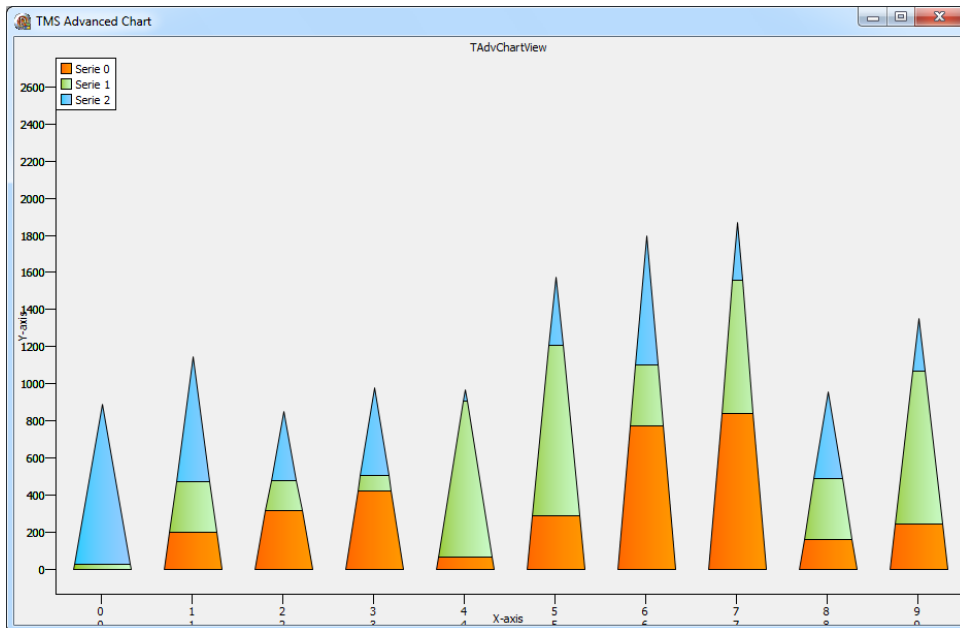 TMS Advanced Chart
TAdvChartView
Serie 0
Serie 1
Serie 2
2600
2400
2200
2000
1800
1600
1400
1200
Y-axis
1000
800
600
400
200
0
0 1 2 3 4 5 6 7 8 9
X-axis